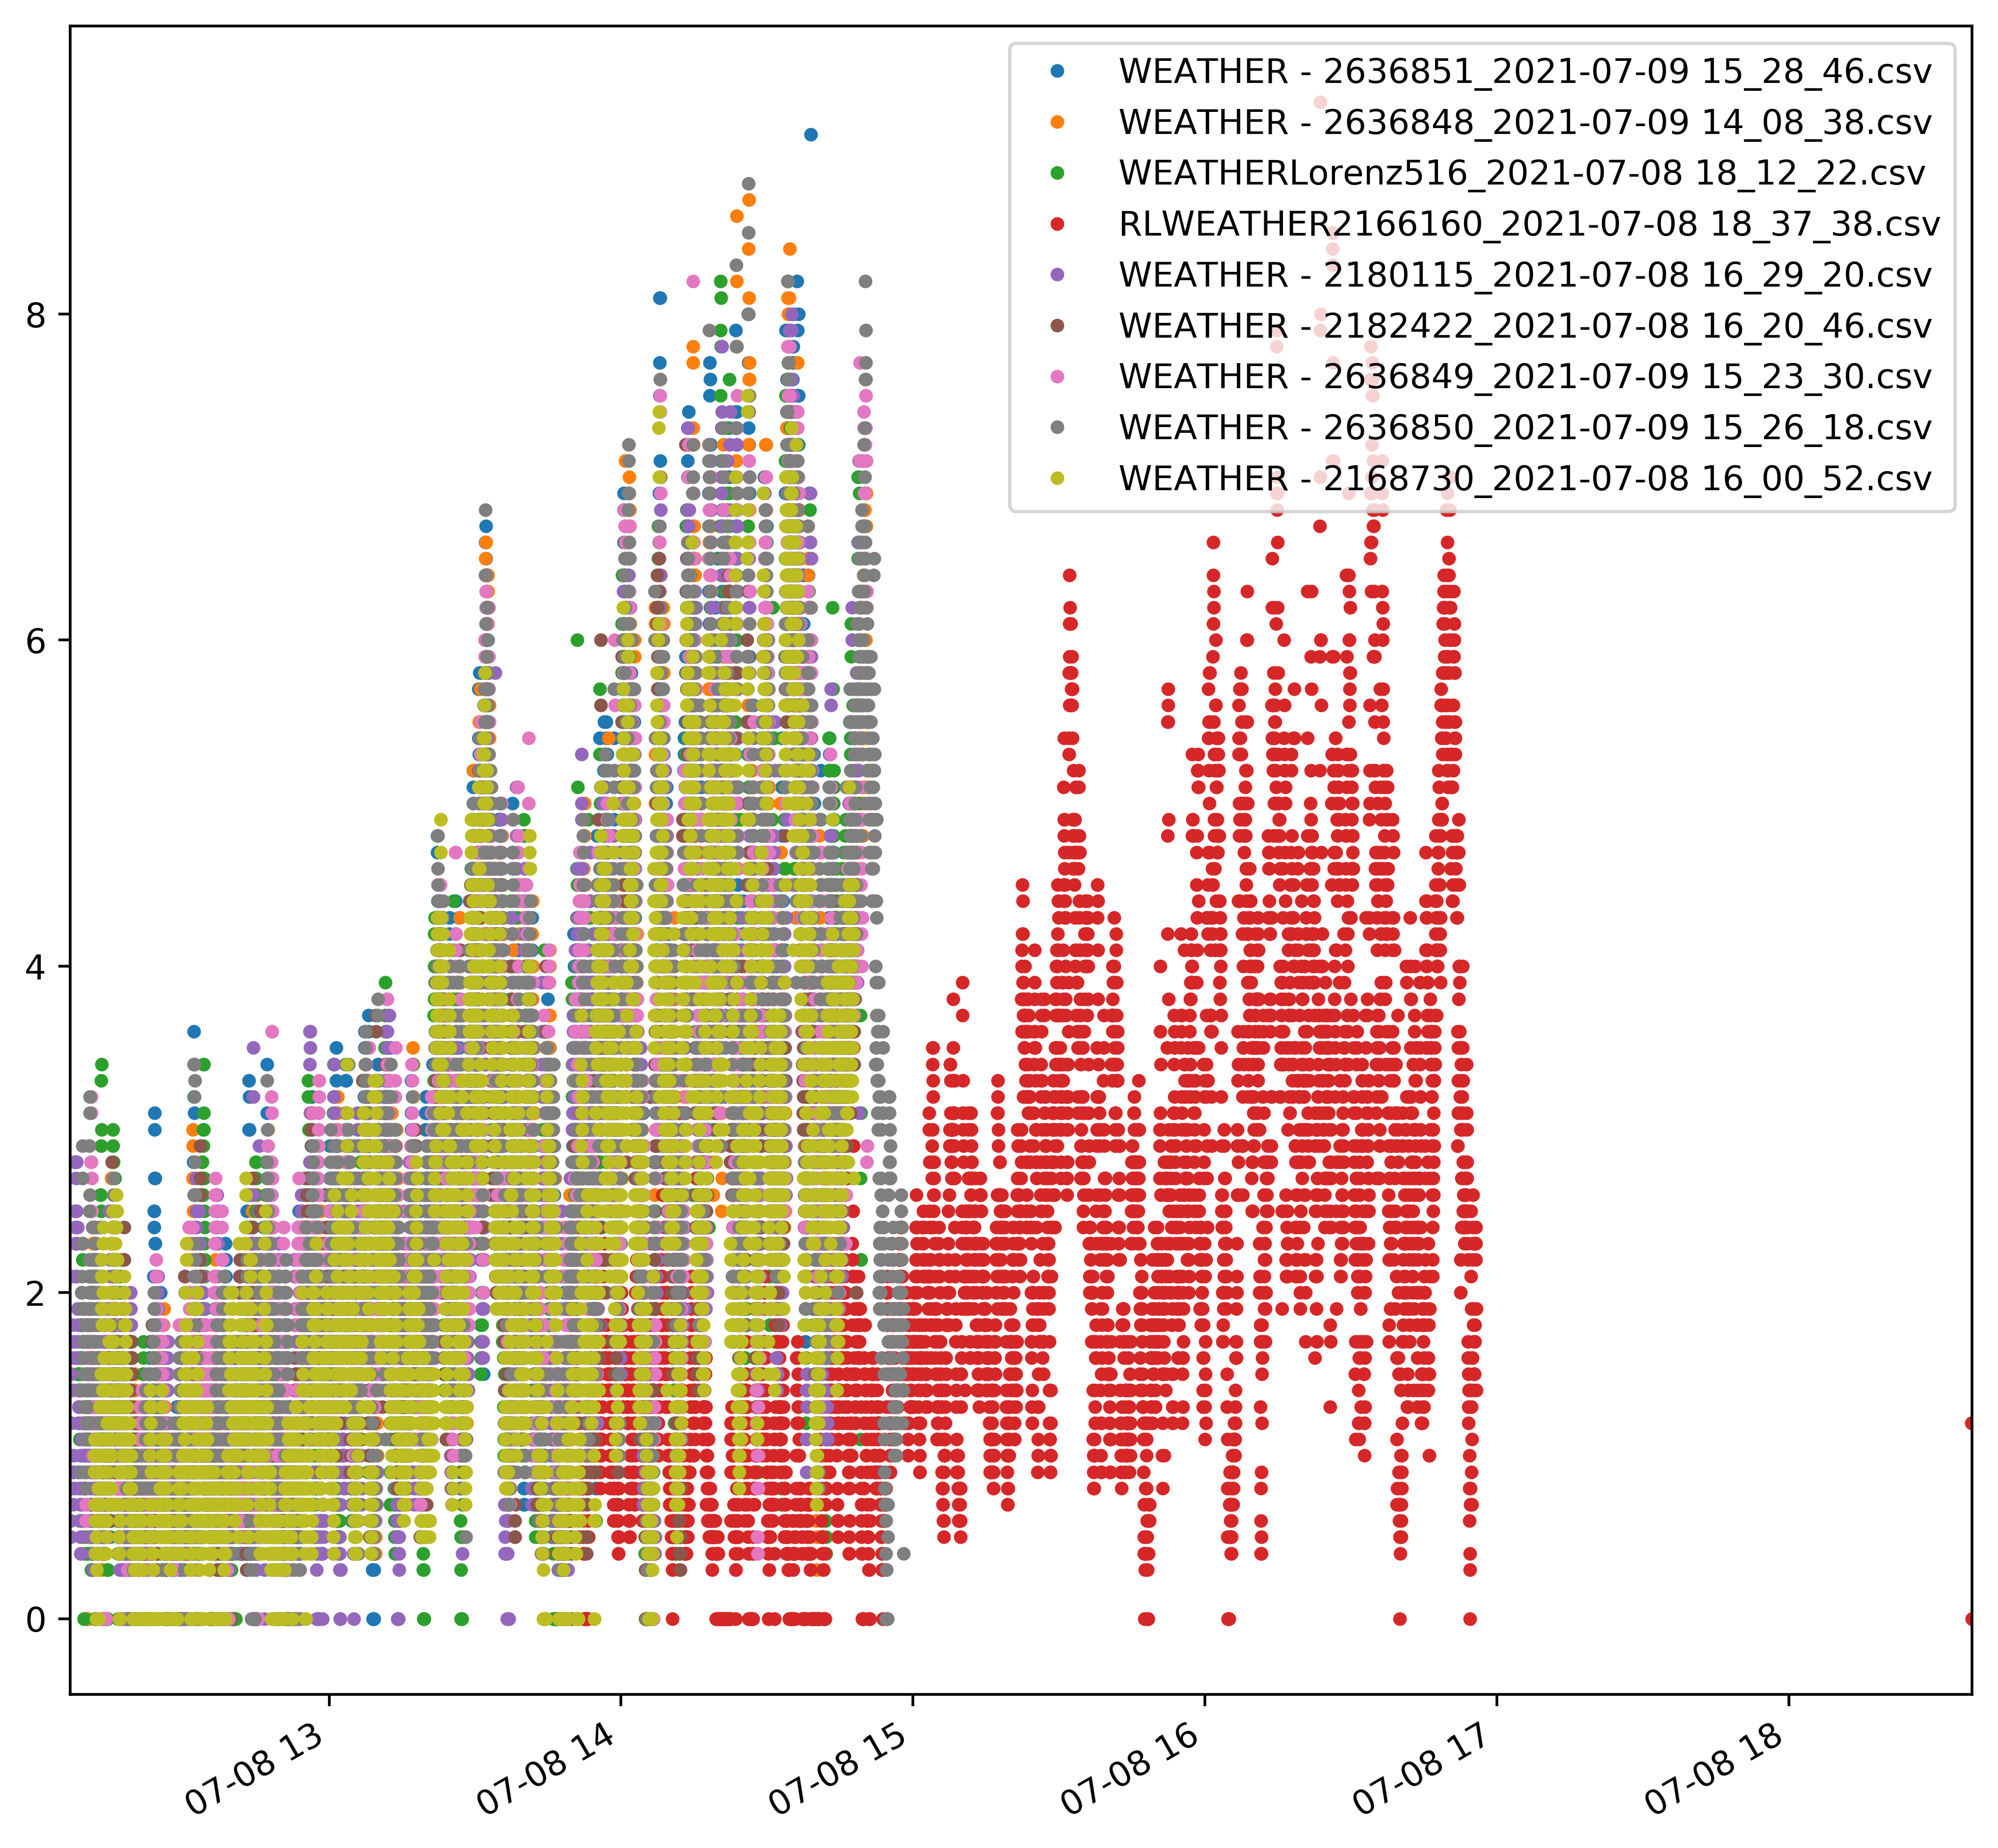 WEATHER - 2636851_2021-07-09 15_28_46.csv
WEATHER - 2636848_2021-07-09 14_08_38.csv
WEATHERLorenz516_2021-07-08 18_12_22.csv
RLWEATHER2166160_2021-07-08 18_37_38.csv
WEATHER - 2180115_2021-07-08 16_29_20.csv
WEATHER - 2182422_2021-07-08 16_20_46.csv
WEATHER - 2636849_2021-07-09 15_23_30.csv
WEATHER - 2636850_2021-07-09 15_26_18.csv
WEATHER - 2168730_2021-07-08 16_00_52.csv
8
6
4
2
0
07-08 13
07-08 14
07-08 15
07-08 16
07-08 17
07-08 18